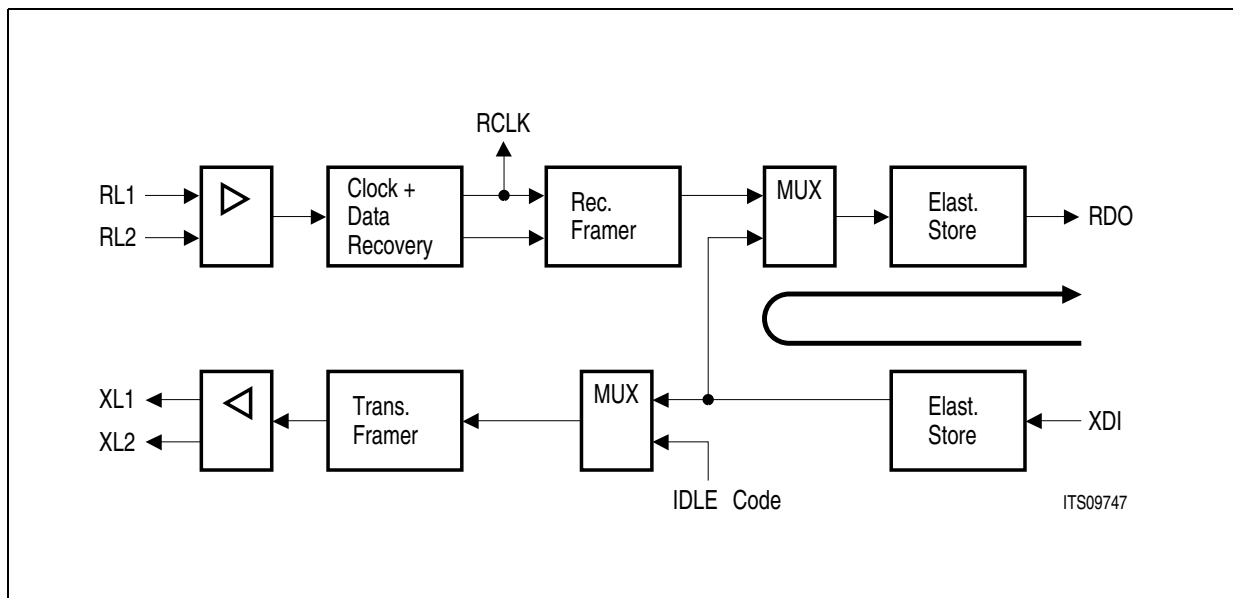 RCLK
RL1
RL2
Clock +
Data
Recovery
Rec.
Framer
MUX
Elast.
Store
RDO
XL1
XL2
Trans.
Framer
MUX
IDLE Code
Elast.
Store
XDI
ITS09747